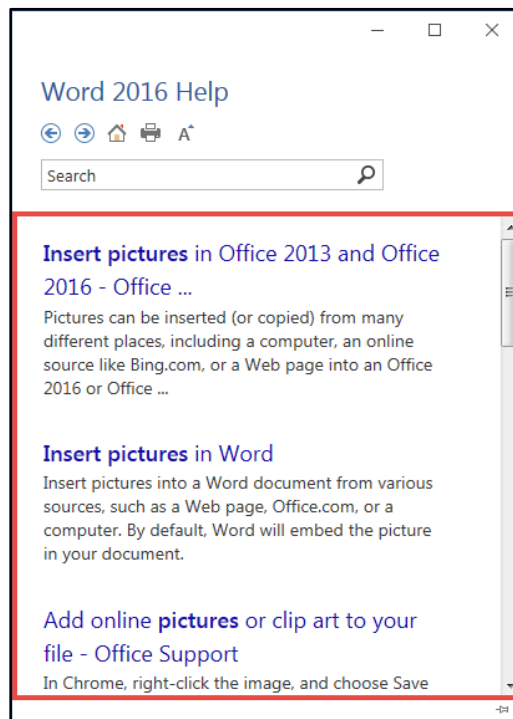 Word 2016 Help
A
Search
Insert pictures in Office 2013 and Office
2016 - Office ...
Pictures can be inserted (or copied) from many
different places, including a computer, an online
source like Bing.com, or a Web page into an Office
2016 or Office ...
Insert pictures in Word
Insert pictures into a Word document from various
sources, such as a Web page, Office.com, or a
computer. By default, Word will embed the picture
in your document.
Add online pictures or clip art to your
file - Office Support
In Chrome, right-click the image, and choose Save